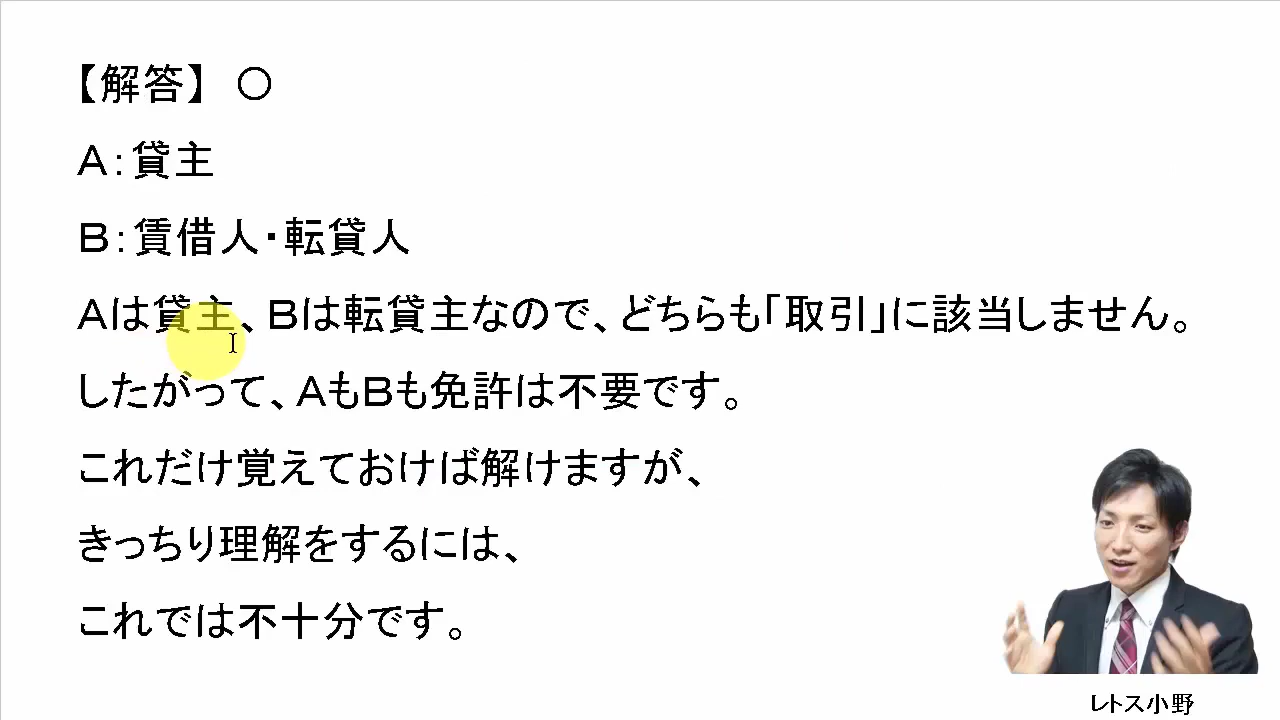 【解答】 ○
A：貸主
B：賃借人・転貸人
Aは貸主、Bは転貸主なので、どちらも「取引」に該当しません。
したがって、AもBも免許は不要です。
これだけ覚えておけば解けますが、
きっちり理解をするには、
これでは不十分です。
レトス小野